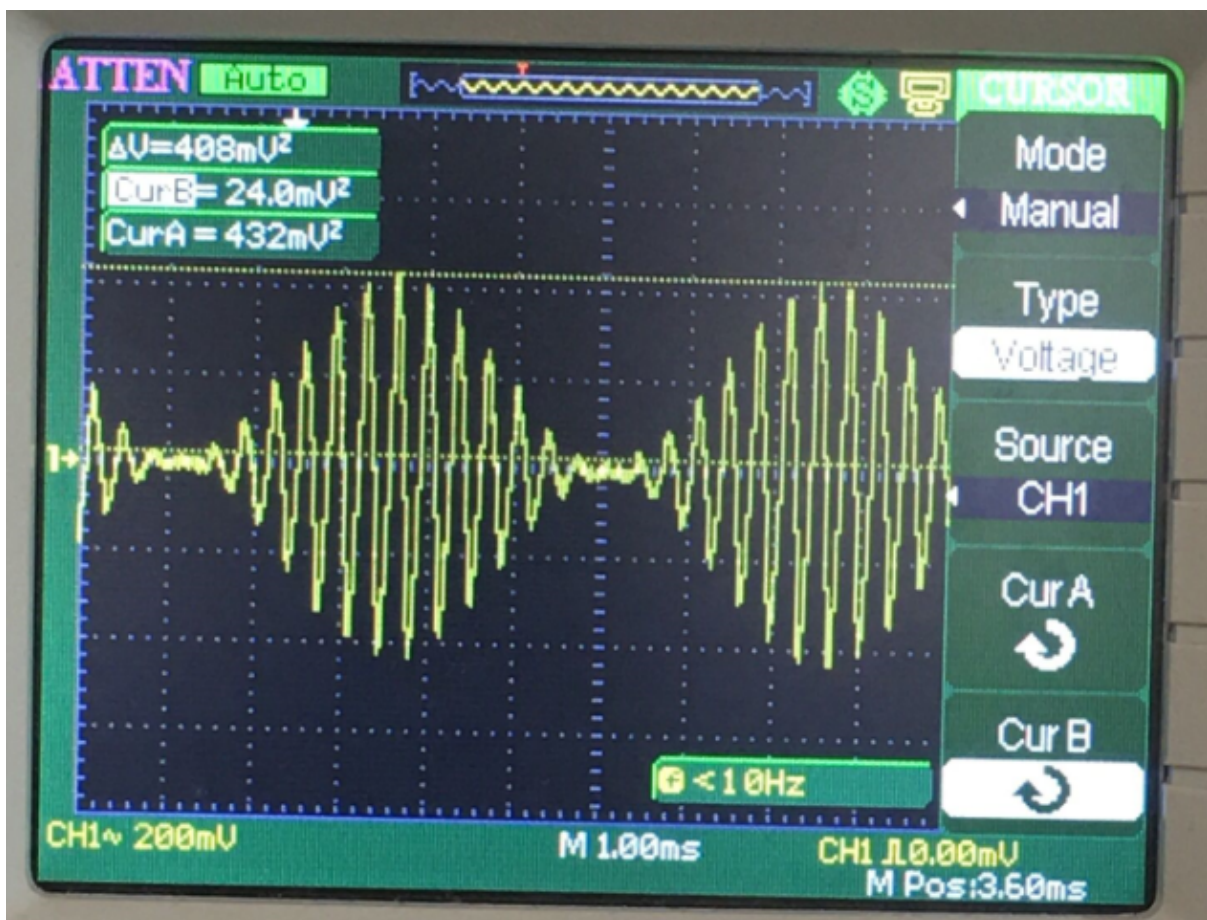 ATTEN Auto
CURSOR
ΔV=408mV²
CurB= 24.0mV²
CurA = 432mV²
Mode
Manual
Type
Voltage
Source
CH1
Cur A
Cur B
1
<10Hz
CH1~ 200mV
M 1.00ms
CH1 0.00mV
M Pos:3.60ms